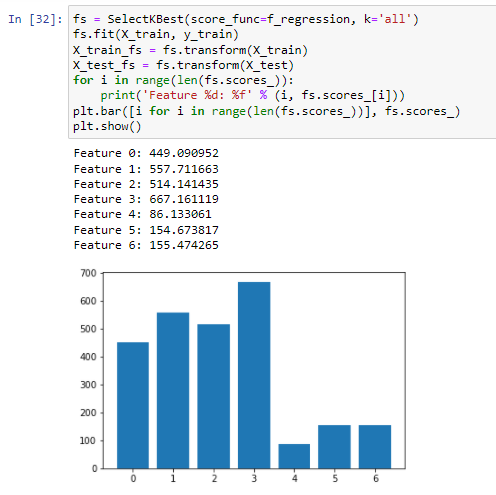 In [32]: fs = SelectKBest(score_func=f_regression, k='all')
fs.fit(X_train, y_train)
X_train_fs = fs.transform(X_train)
X_test_fs = fs.transform(X_test)
for i in range(len(fs.scores_)):
    print('Feature %d: %f' % (i, fs.scores_[i]))
plt.bar([i for i in range(len(fs.scores_))], fs.scores_)
plt.show()
Feature 0: 449.090952
Feature 1: 557.711663
Feature 2: 514.141435
Feature 3: 667.161119
Feature 4: 86.133061
Feature 5: 154.673817
Feature 6: 155.474265
700
600
500
400
300
200
100
0
0 1 2 3 4 5 6